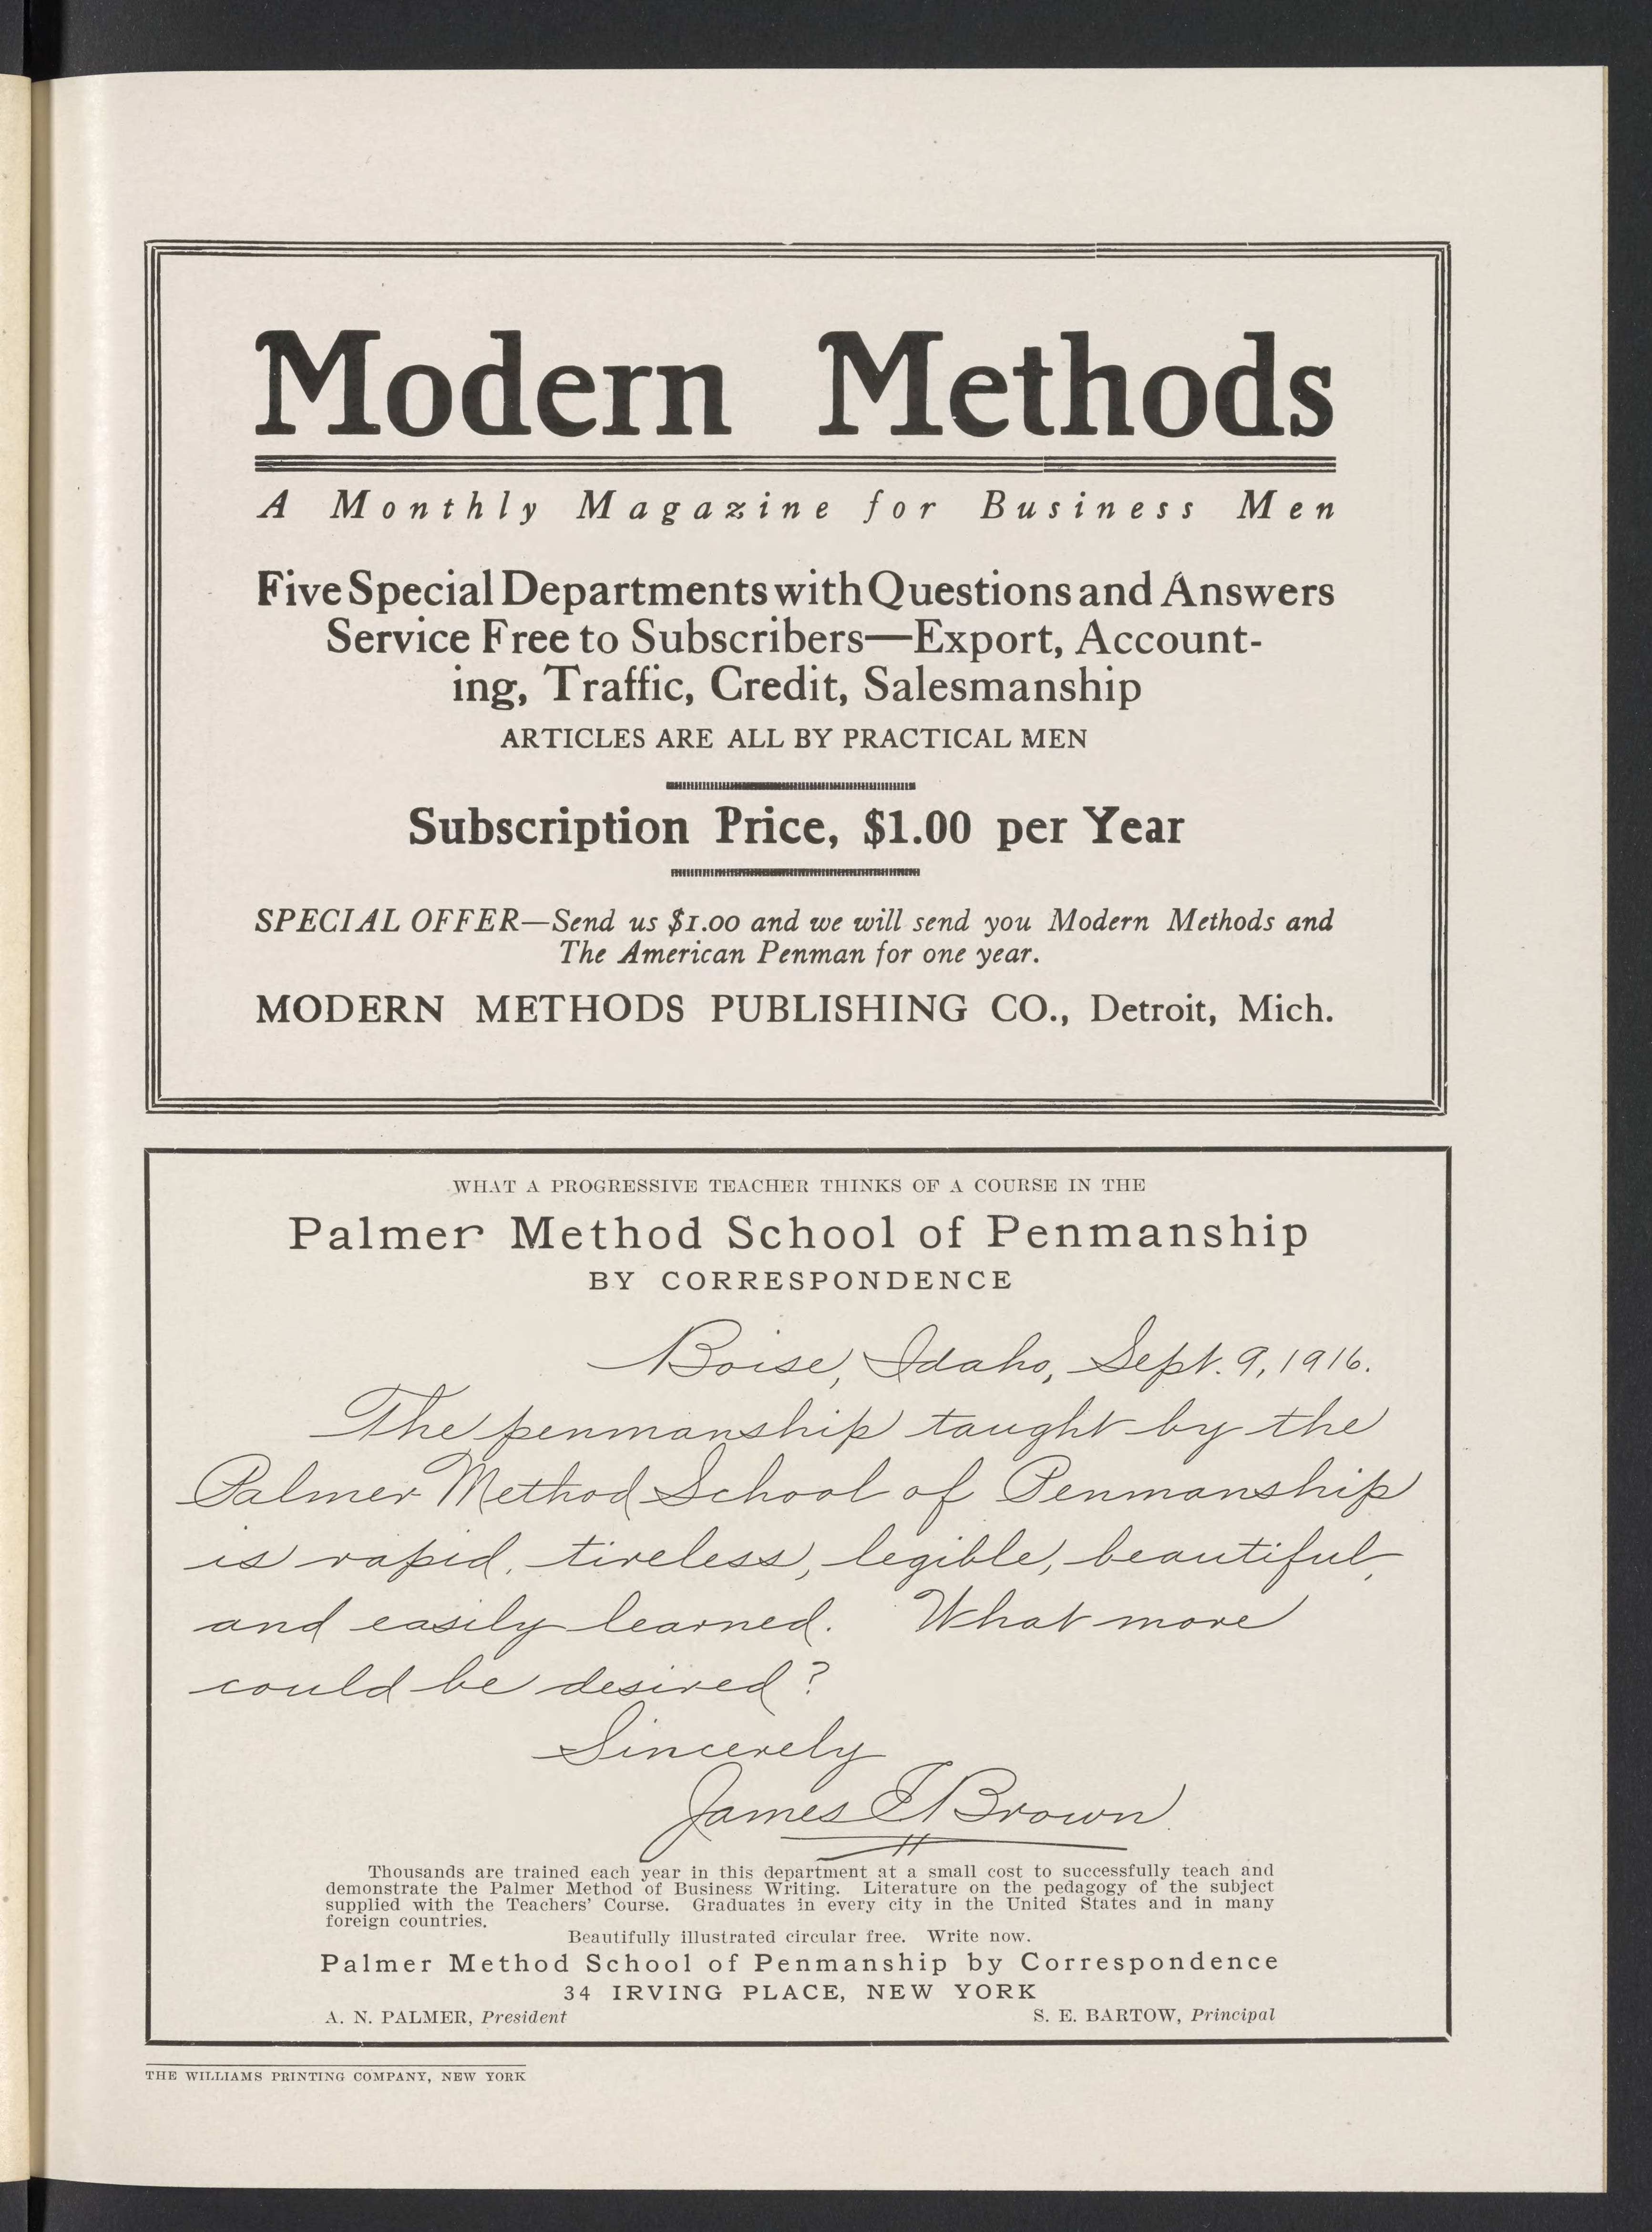 Modern Methods
A Monthly Magazine for Business Men
Five Special Departments with Questions and Answers
Service Free to Subscribers—Export, Account-
ing, Traffic, Credit, Salesmanship
ARTICLES ARE ALL BY PRACTICAL MEN
Subscription Price, $1.00 per Year
SPECIAL OFFER—Send us $1.00 and we will send you Modern Methods and
The American Penman for one year.
MODERN METHODS PUBLISHING CO., Detroit, Mich.
WHAT A PROGRESSIVE TEACHER THINKS OF A COURSE IN THE
Palmer Method School of Penmanship
BY CORRESPONDENCE
Boise, Idaho, Sept. 9, 1916.
The penmanship taught by the
Palmer Method School of Penmanship
is rapid, tireless, legible, beautiful,
and easily learned. What more
could be desired?
Sincerely
James E Brown
Thousands are trained each year in this department at a small cost to successfully teach and
demonstrate the Palmer Method of Business Writing. Literature on the pedagogy of the subject
supplied with the Teachers' Course. Graduates in every city in the United States and in many
foreign countries.
Beautifully illustrated circular free. Write now.
Palmer Method School of Penmanship by Correspondence
34 IRVING PLACE, NEW YORK
A. N. PALMER, President S. E. BARTOW, Principal
THE WILLIAMS PRINTING COMPANY, NEW YORK